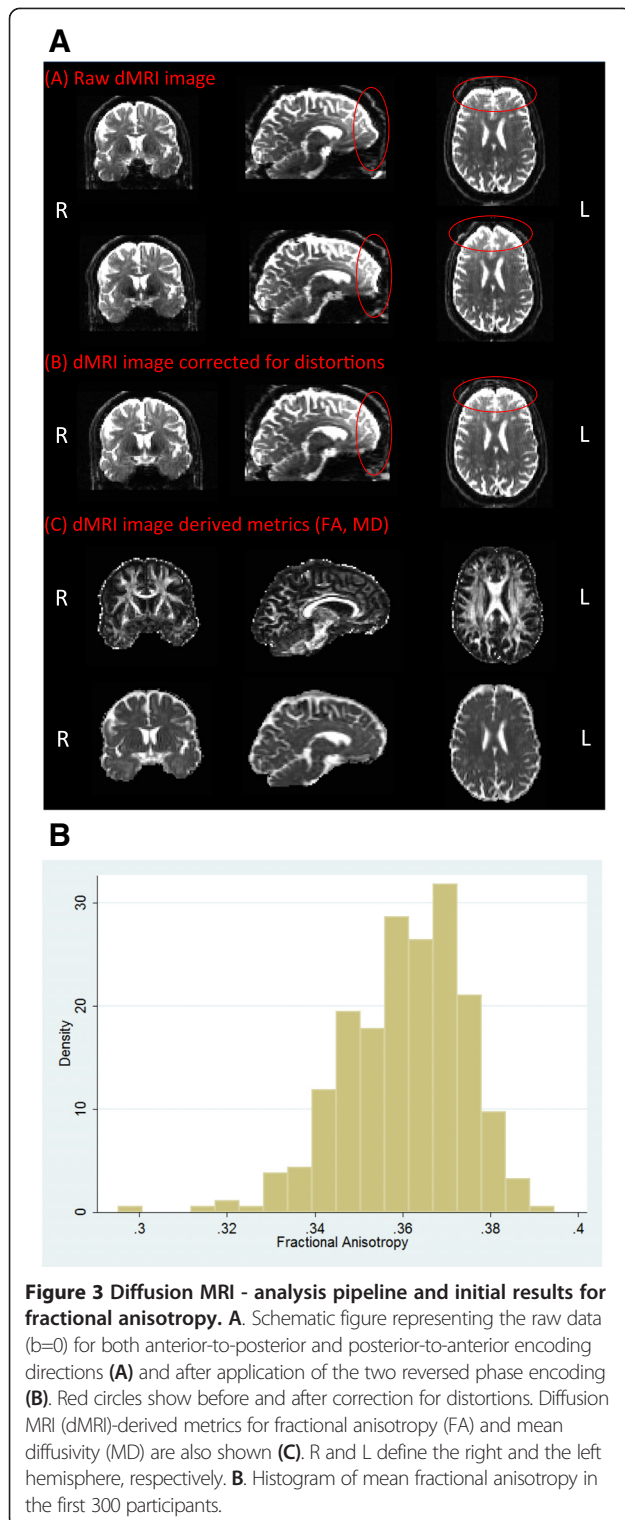 A
(A) Raw dMRI image
R L
(B) dMRI image corrected for distortions
R L
(C) dMRI image derived metrics (FA, MD)
R L
R L
B
Density
30
20
10
0
.3 .32 .34 .36 .38 .4
Fractional Anisotropy
Figure 3 Diffusion MRI - analysis pipeline and initial results for
fractional anisotropy. A. Schematic figure representing the raw data
(b=0) for both anterior-to-posterior and posterior-to-anterior encoding
directions (A) and after application of the two reversed phase encoding
(B). Red circles show before and after correction for distortions. Diffusion
MRI (dMRI)-derived metrics for fractional anisotropy (FA) and mean
diffusivity (MD) are also shown (C). R and L define the right and the left
hemisphere, respectively. B. Histogram of mean fractional anisotropy in
the first 300 participants.